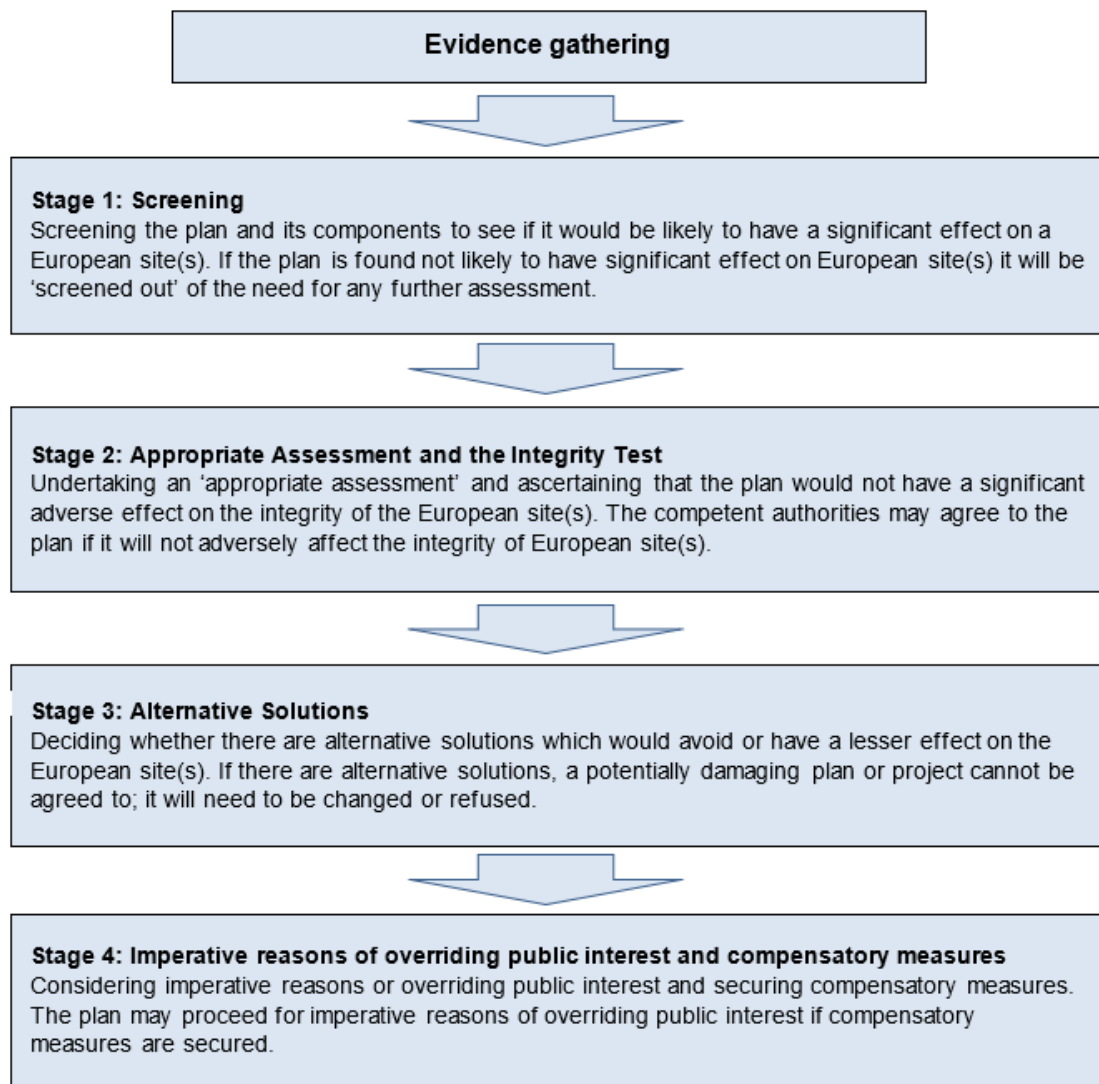 Evidence gathering
Stage 1: Screening
Screening the plan and its components to see if it would be likely to have a significant effect on a
European site(s). If the plan is found not likely to have significant effect on European site(s) it will be
‘screened out’ of the need for any further assessment.
Stage 2: Appropriate Assessment and the Integrity Test
Undertaking an ‘appropriate assessment’ and ascertaining that the plan would not have a significant
adverse effect on the integrity of the European site(s). The competent authorities may agree to the
plan if it will not adversely affect the integrity of European site(s).
Stage 3: Alternative Solutions
Deciding whether there are alternative solutions which would avoid or have a lesser effect on the
European site(s). If there are alternative solutions, a potentially damaging plan or project cannot be
agreed to; it will need to be changed or refused.
Stage 4: Imperative reasons of overriding public interest and compensatory measures
Considering imperative reasons or overriding public interest and securing compensatory measures.
The plan may proceed for imperative reasons of overriding public interest if compensatory
measures are secured.